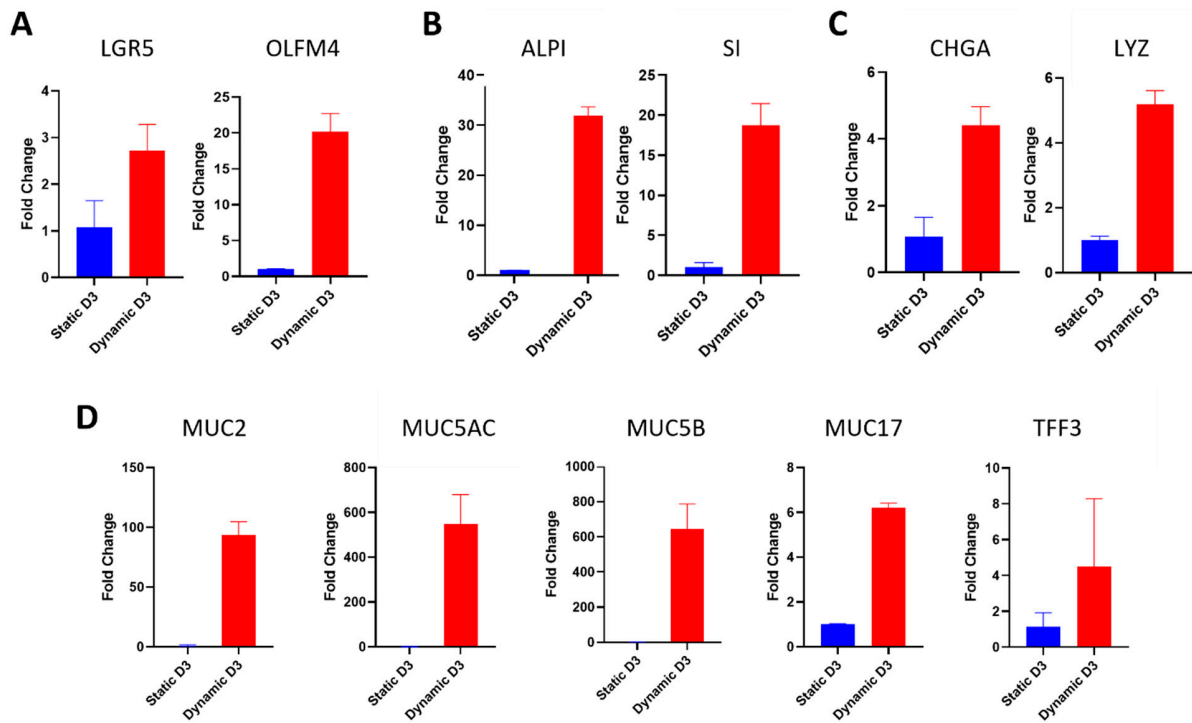 A
LGR5
Fold Change
4
3
2
1
0
Static D3
Dynamic D3
OLFM4
Fold Change
25
20
15
10
5
0
Static D3
Dynamic D3
B
ALPI
Fold Change
40
30
20
10
0
Static D3
Dynamic D3
SI
Fold Change
25
20
15
10
5
0
Static D3
Dynamic D3
C
CHGA
Fold Change
6
4
2
0
Static D3
Dynamic D3
LYZ
Fold Change
6
4
2
0
Static D3
Dynamic D3
D
MUC2
Fold Change
150
100
50
0
Static D3
Dynamic D3
MUC5AC
Fold Change
800
600
400
200
0
Static D3
Dynamic D3
MUC5B
Fold Change
1000
800
600
400
200
0
Static D3
Dynamic D3
MUC17
Fold Change
8
6
4
2
0
Static D3
Dynamic D3
TFF3
Fold Change
10
8
6
4
2
0
Static D3
Dynamic D3